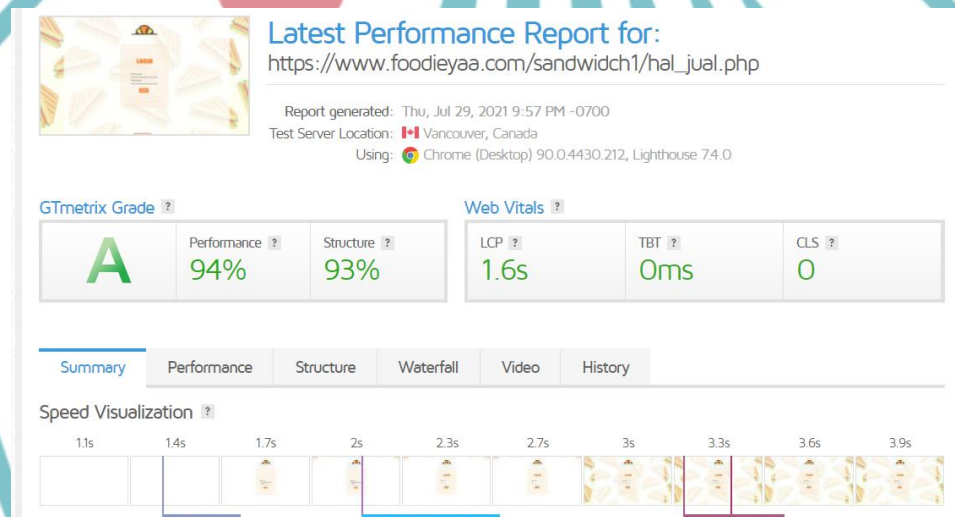 Latest Performance Report for:
https://www.foodieyaa.com/sandwidch1/hal_jual.php
Report generated: Thu, Jul 29, 2021 9:57 PM -0700
Test Server Location: Vancouver, Canada
Using: Chrome (Desktop) 90.0.4430.212, Lighthouse 7.4.0
GTmetrix Grade ?
Web Vitals ?
A
Performance ?
94%
Structure ?
93%
LCP ?
1.6s
TBT ?
0ms
CLS ?
0
Summary Performance Structure Waterfall Video History
Speed Visualization ?
1.1s 1.4s 1.7s 2s 2.3s 2.7s 3s 3.3s 3.6s 3.9s